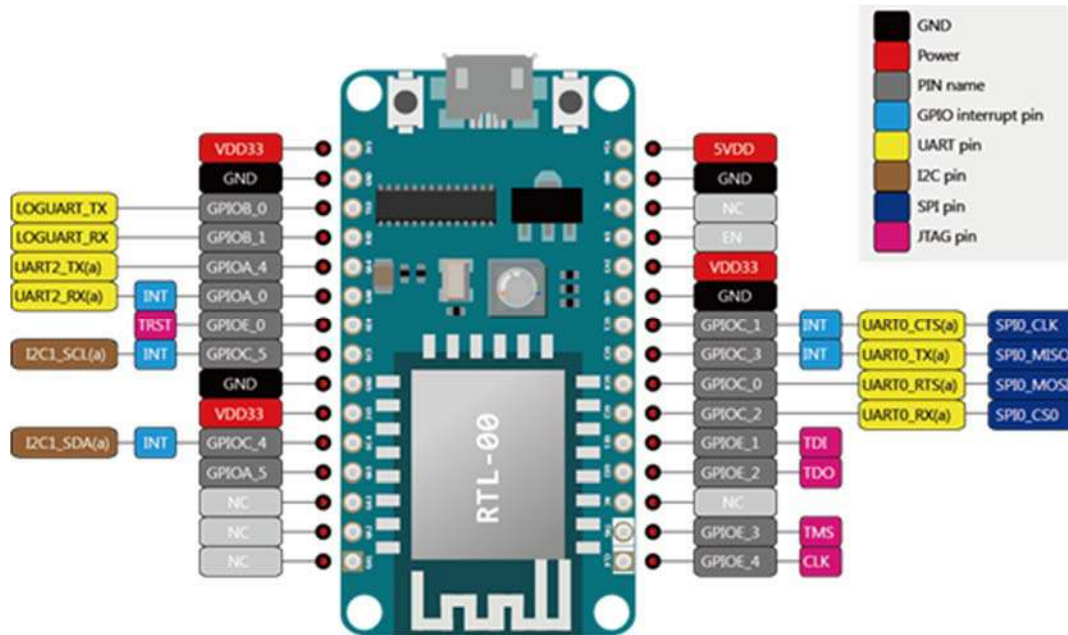 GND
Power
PIN name
GPIO interrupt pin
UART pin
I2C pin
SPI pin
JTAG pin
VDD33
GND
LOGUART_TX GPIOB_0
LOGUART_RX GPIOB_1
UART2_TX(a) GPIOA_4
UART2_RX(a) INT GPIOA_0
TRST GPIOE_0
I2C1_SCL(a) INT GPIOC_5
GND
VDD33
I2C1_SDA(a) INT GPIOC_4
GPIOA_5
NC
NC
NC
RTL-00
5VDD
GND
NC
EN
VDD33
GND
GPIOC_1 INT UART0_CTS(a) SPI0_CLK
GPIOC_3 INT UART0_TX(a) SPI0_MISO
GPIOC_0 UART0_RTS(a) SPI0_MOSI
GPIOC_2 UART0_RX(a) SPI0_CS0
GPIOE_1 TDI
GPIOE_2 TDO
NC
GPIOE_3 TMS
GPIOE_4 CLK